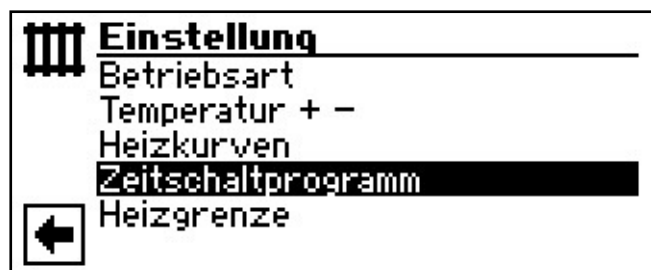 Einstellung
Betriebsart
Temperatur + −
Heizkurven
Zeitschaltprogramm
Heizgrenze